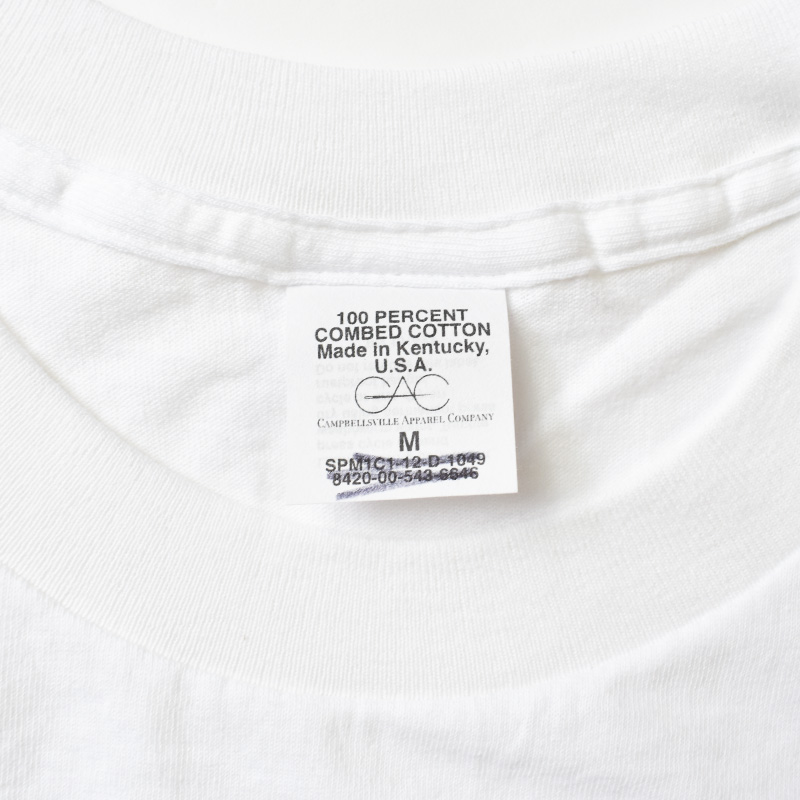 100 PERCENT
COMBED COTTON
Made in Kentucky,
U.S.A.
CAC
CAMPBELLSVILLE APPAREL COMPANY
M
SPM1C1-12-D-1049
8420-00-543-6646